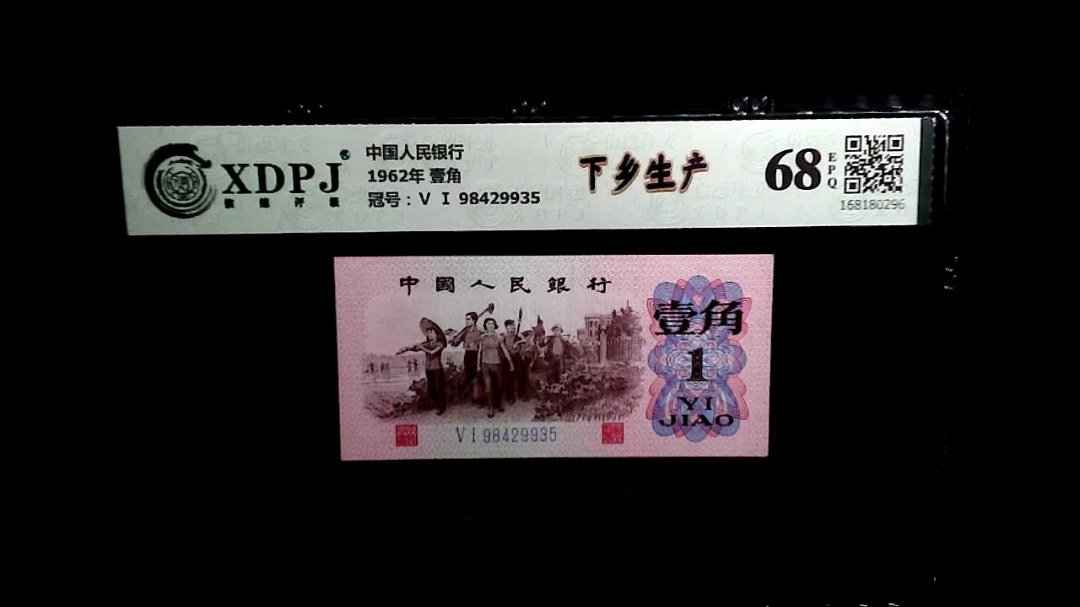 XDPJ®
中国人民银行
1962年 壹角
冠号：V I 98429935
下乡生产
68
EPQ
168180296
中國人民銀行
壹角
1
YI
JIAO
V I 98429935